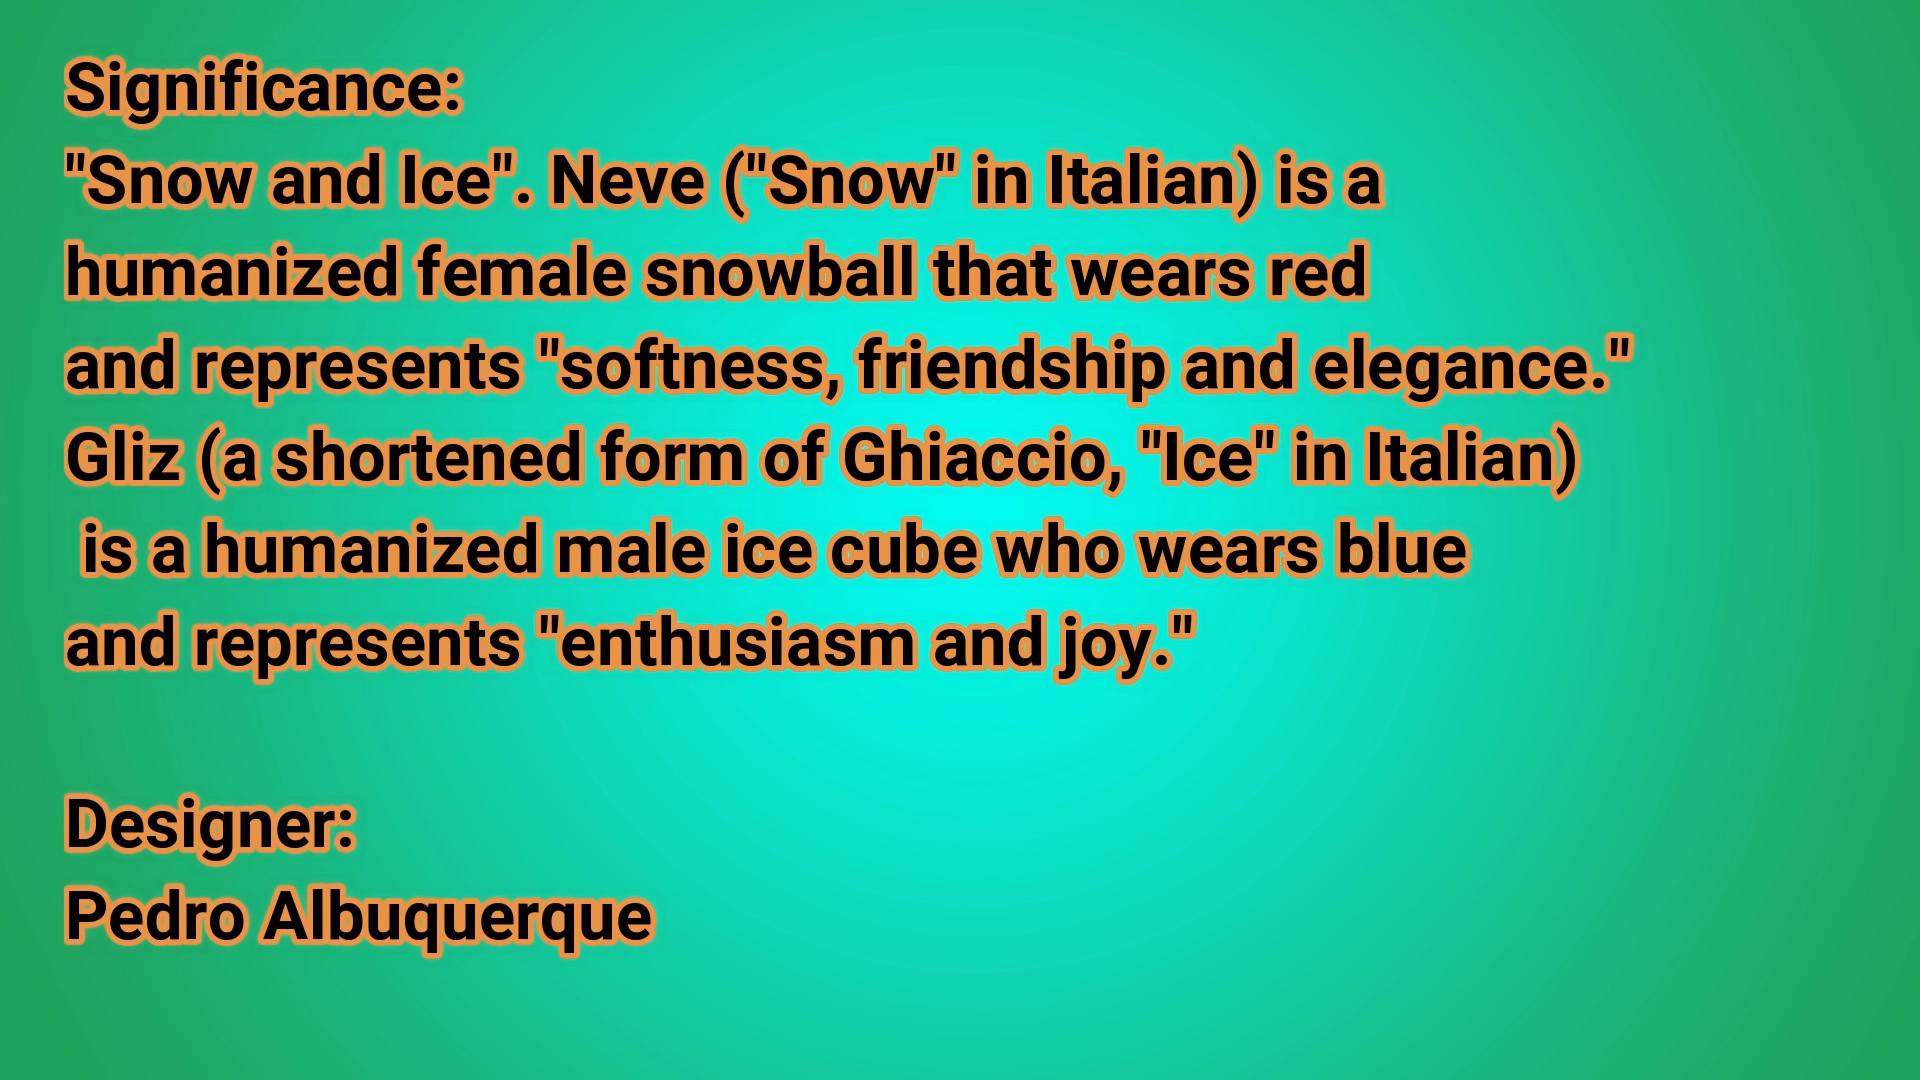 Significance:
"Snow and Ice". Neve ("Snow" in Italian) is a
humanized female snowball that wears red
and represents "softness, friendship and elegance."
Gliz (a shortened form of Ghiaccio, "Ice" in Italian)
is a humanized male ice cube who wears blue
and represents "enthusiasm and joy."
Designer:
Pedro Albuquerque